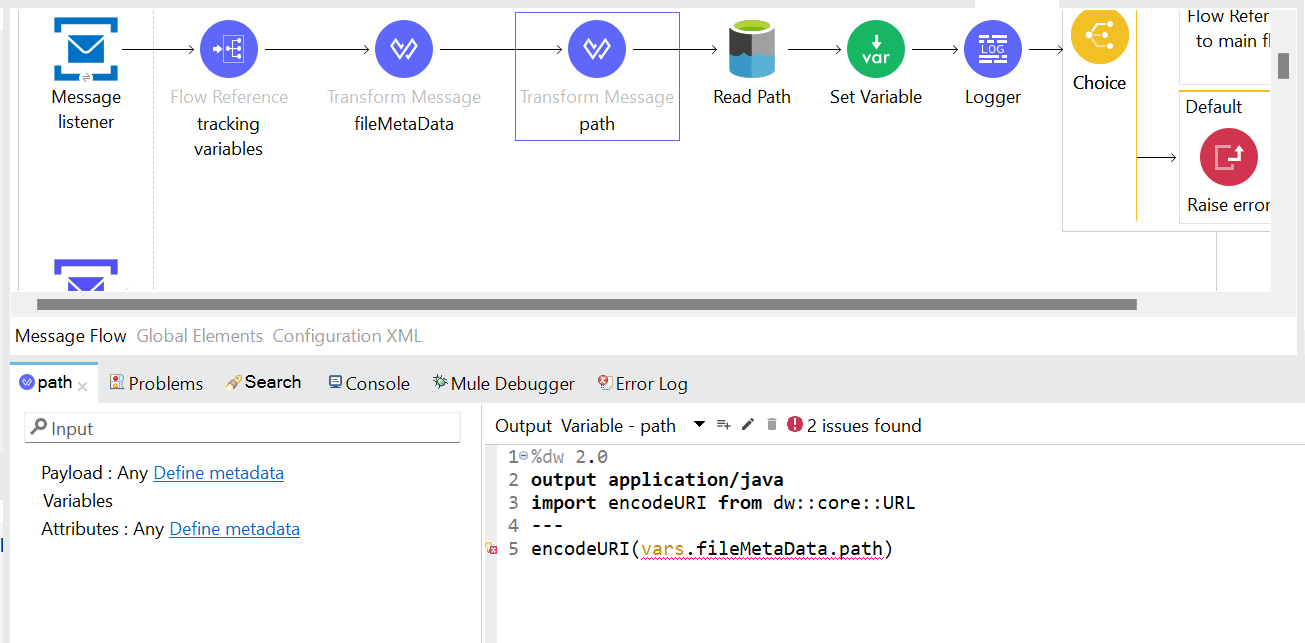 Message
listener
Flow Reference
tracking
variables
Transform Message
fileMetaData
Transform Message
path
Read Path
var
Set Variable
LOG
Logger
Choice
Flow Refer
to main fl
Default
Raise error
Message Flow Global Elements Configuration XML
path Problems Search Console Mule Debugger Error Log
Input
Output Variable - path 2 issues found
Payload : Any Define metadata
Variables
Attributes : Any Define metadata
1 %dw 2.0
2 output application/java
3 import encodeURI from dw::core::URL
4 ---
5 encodeURI(vars.fileMetaData.path)